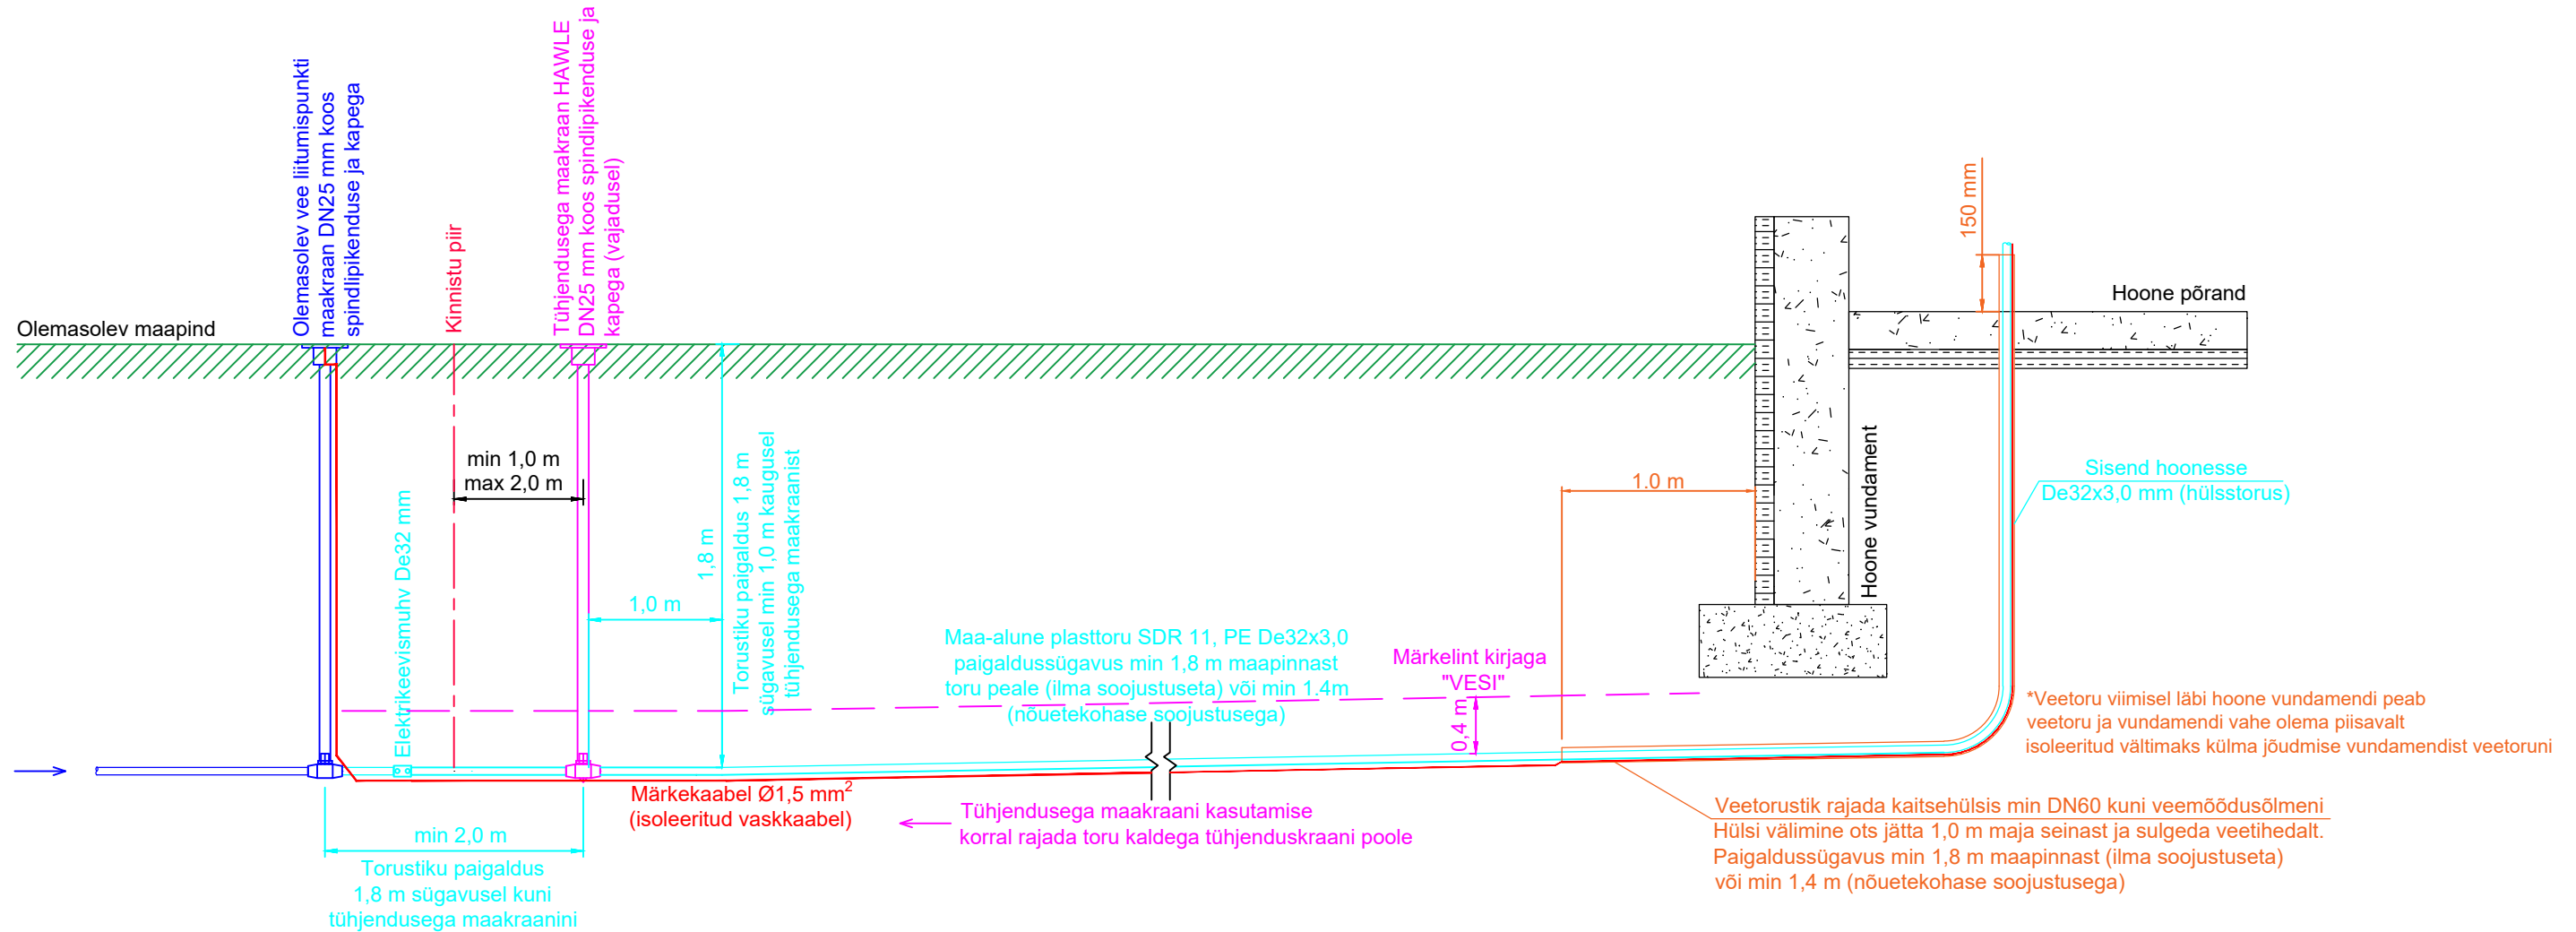 Olemasolev maapind
Olemasolev vee liitumispunkti
maakraan DN25 mm koos
spindlipikenduse ja kapega
Kinnistu piir
Tühjendusega maakraan HAWLE
DN25 mm koos spindlipikenduse ja
kapega (vajadusel)
min 1,0 m
max 2,0 m
Elektrikeevismuhv De32 mm
1,0 m
1,8 m
Torustiku paigaldus 1,8 m
sügavusel min 1,0 m kaugusel
tühjendusega maakraanist
Maa-alune plasttoru SDR 11, PE De32x3,0
paigaldussügavus min 1,8 m maapinnast
toru peale (ilma soojustuseta) või min 1.4m
(nõuetekohase soojustusega)
Märkelint kirjaga
"VESI"
0,4 m
1.0 m
Hoone vundament
150 mm
Hoone põrand
Sisend hoonesse
De32x3,0 mm (hülsstorus)
*Veetoru viimisel läbi hoone vundamendi peab
veetoru ja vundamendi vahe olema piisavalt
isoleeritud vältimaks külma jõudmise vundamendist veetoruni
Märkekaabel Ø1,5 mm²
(isoleeritud vaskkaabel)
Tühjendusega maakraani kasutamise
korral rajada toru kaldega tühjenduskraani poole
Veetorustik rajada kaitsehülsis min DN60 kuni veemõõdusõlmeni
Hülsi välimine ots jätta 1,0 m maja seinast ja sulgeda veetihedalt.
Paigaldussügavus min 1,8 m maapinnast (ilma soojustuseta)
või min 1,4 m (nõuetekohase soojustusega)
min 2,0 m
Torustiku paigaldus
1,8 m sügavusel kuni
tühjendusega maakraanini